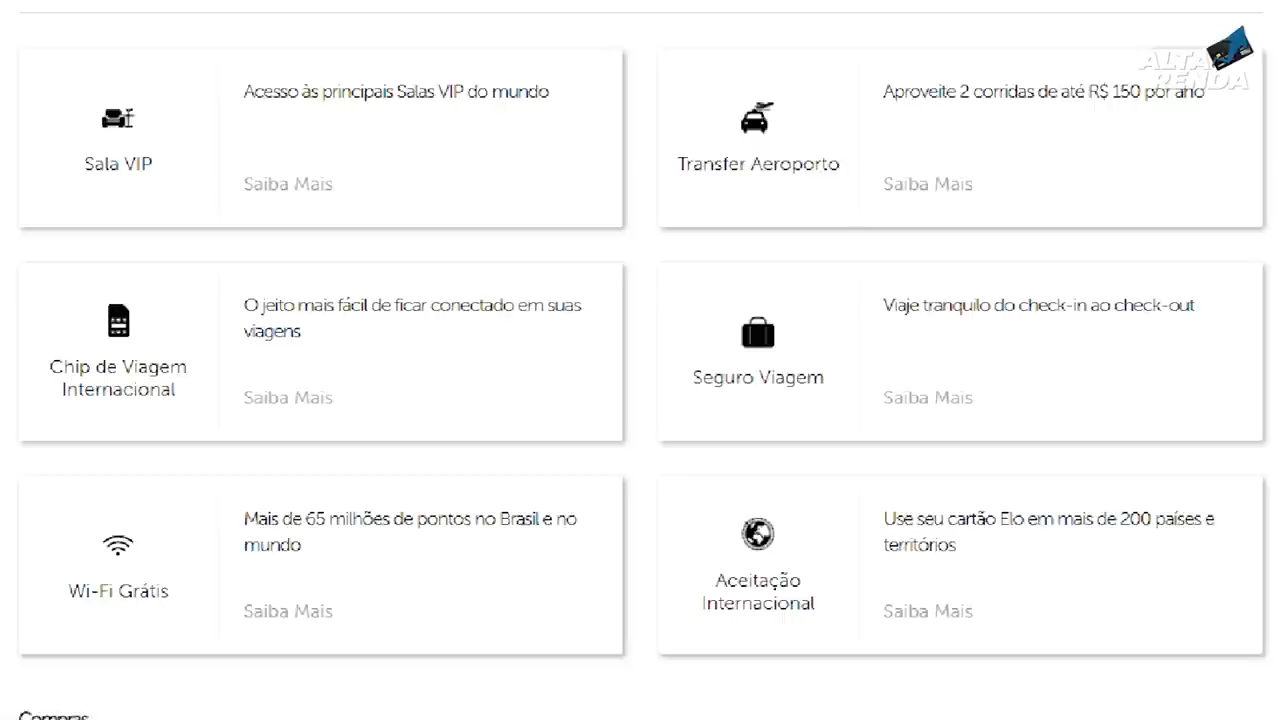 ALTA
RENDA
Acesso às principais Salas VIP do mundo
Sala VIP
Saiba Mais
Aproveite 2 corridas de até R$ 150 por ano
Transfer Aeroporto
Saiba Mais
O jeito mais fácil de ficar conectado em suas
viagens
Chip de Viagem
Internacional
Saiba Mais
Viaje tranquilo do check-in ao check-out
Seguro Viagem
Saiba Mais
Mais de 65 milhões de pontos no Brasil e no
mundo
Wi-Fi Grátis
Saiba Mais
Use seu cartão Elo em mais de 200 países e
territórios
Aceitação
Internacional
Saiba Mais
Compras